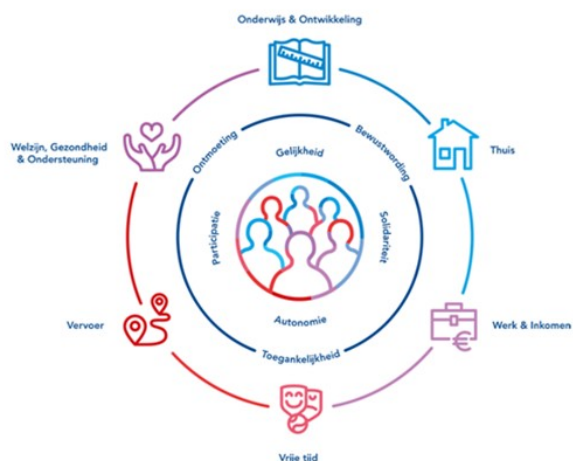 Onderwijs & Ontwikkeling
Welzijn, Gezondheid
& Ondersteuning
Thuis
Ontmoeting
Bewustwording
Gelijkheid
Participatie
Solidariteit
Autonomie
Toegankelijkheid
Vervoer
Werk & Inkomen
Vrije tijd